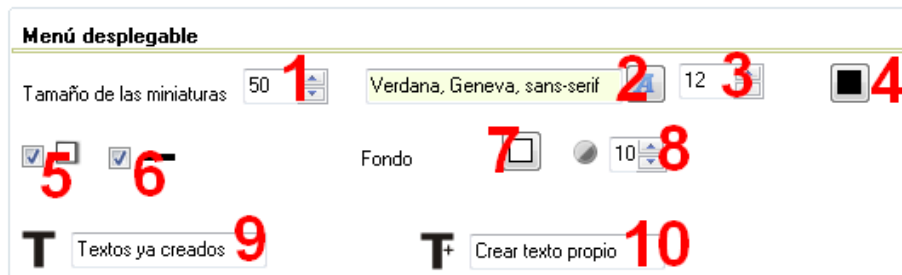 Menú desplegable
Tamaño de las miniaturas 50 1 Verdana, Geneva, sans-serif 2 A 12 3 4
5 6 Fondo 7 10 8
T Textos ya creados 9 T+ Crear texto propio 10